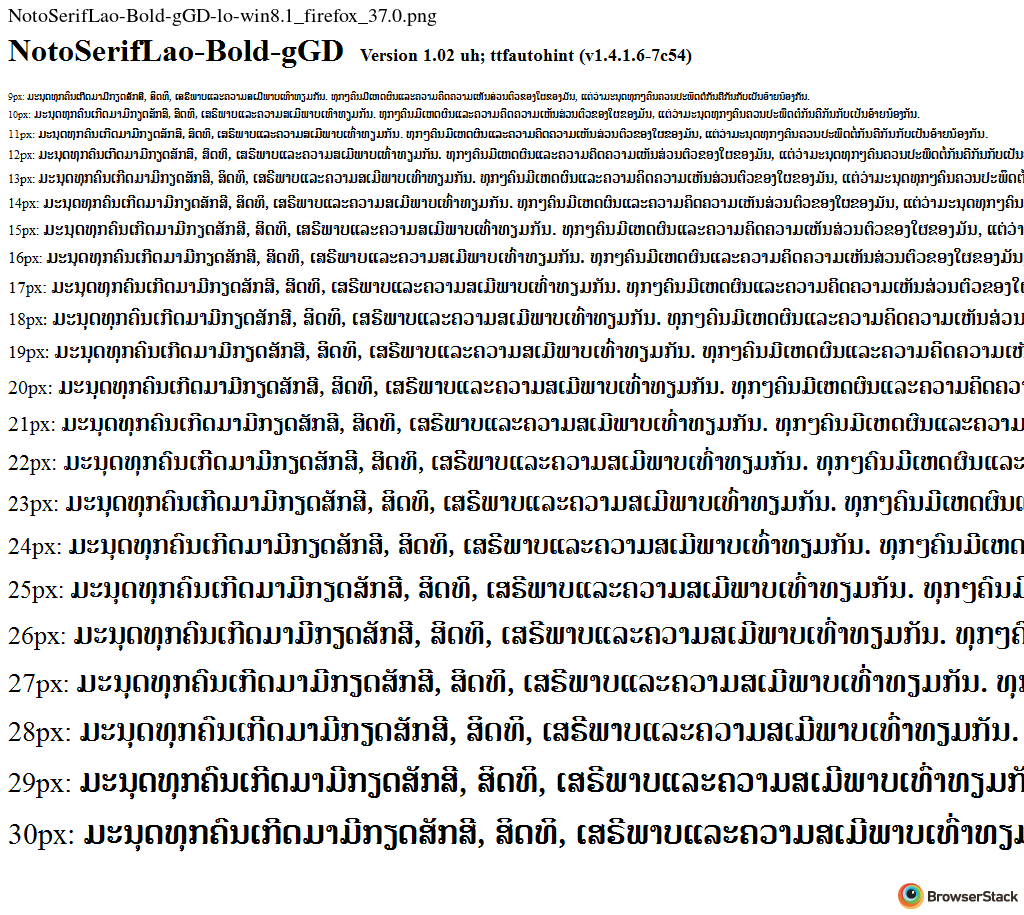 NotoSerifLao-Bold-gGD-lo-win8.1_firefox_37.0.png
NotoSerifLao-Bold-gGD Version 1.02 uh; ttfautohint (v1.4.1.6-7c54)
9px: ມະນຸດທຸກຄົນເກີດມາມີກຽດສັກສີ, ສິດທິ, ເສຣີພາບແລະຄວາມສເມີພາບເທົ່າທຽມກັນ. ທຸກໆຄົນມີເຫດຜົນແລະຄວາມຄິດຄວາມເຫັນສ່ວນຕົວຂອງໃຜຂອງມັນ, ແຕ່ວ່າມະນຸດທຸກໆຄົນຄວນປະພຶດຕໍ່ກັນຄືກັນກັບເປັນອ້າຍນ້ອງກັນ.
10px: ມະນຸດທຸກຄົນເກີດມາມີກຽດສັກສີ, ສິດທິ, ເສຣີພາບແລະຄວາມສເມີພາບເທົ່າທຽມກັນ. ທຸກໆຄົນມີເຫດຜົນແລະຄວາມຄິດຄວາມເຫັນສ່ວນຕົວຂອງໃຜຂອງມັນ, ແຕ່ວ່າມະນຸດທຸກໆຄົນຄວນປະພຶດຕໍ່ກັນຄືກັນກັບເປັນອ້າຍນ້ອງກັນ.
11px: ມະນຸດທຸກຄົນເກີດມາມີກຽດສັກສີ, ສິດທິ, ເສຣີພາບແລະຄວາມສເມີພາບເທົ່າທຽມກັນ. ທຸກໆຄົນມີເຫດຜົນແລະຄວາມຄິດຄວາມເຫັນສ່ວນຕົວຂອງໃຜຂອງມັນ, ແຕ່ວ່າມະນຸດທຸກໆຄົນຄວນປະພຶດຕໍ່ກັນຄືກັນກັບເປັນອ້າຍນ້ອງກັນ.
12px: ມະນຸດທຸກຄົນເກີດມາມີກຽດສັກສີ, ສິດທິ, ເສຣີພາບແລະຄວາມສເມີພາບເທົ່າທຽມກັນ. ທຸກໆຄົນມີເຫດຜົນແລະຄວາມຄິດຄວາມເຫັນສ່ວນຕົວຂອງໃຜຂອງມັນ, ແຕ່ວ່າມະນຸດທຸກໆຄົນຄວນປະພຶດຕໍ່ກັນຄືກັນກັບເປັນ
13px: ມະນຸດທຸກຄົນເກີດມາມີກຽດສັກສີ, ສິດທິ, ເສຣີພາບແລະຄວາມສເມີພາບເທົ່າທຽມກັນ. ທຸກໆຄົນມີເຫດຜົນແລະຄວາມຄິດຄວາມເຫັນສ່ວນຕົວຂອງໃຜຂອງມັນ, ແຕ່ວ່າມະນຸດທຸກໆຄົນຄວນປະພຶດຕໍ່
14px: ມະນຸດທຸກຄົນເກີດມາມີກຽດສັກສີ, ສິດທິ, ເສຣີພາບແລະຄວາມສເມີພາບເທົ່າທຽມກັນ. ທຸກໆຄົນມີເຫດຜົນແລະຄວາມຄິດຄວາມເຫັນສ່ວນຕົວຂອງໃຜຂອງມັນ, ແຕ່ວ່າມະນຸດທຸກໆຄົນ
15px: ມະນຸດທຸກຄົນເກີດມາມີກຽດສັກສີ, ສິດທິ, ເສຣີພາບແລະຄວາມສເມີພາບເທົ່າທຽມກັນ. ທຸກໆຄົນມີເຫດຜົນແລະຄວາມຄິດຄວາມເຫັນສ່ວນຕົວຂອງໃຜຂອງມັນ, ແຕ່ວ່າ
16px: ມະນຸດທຸກຄົນເກີດມາມີກຽດສັກສີ, ສິດທິ, ເສຣີພາບແລະຄວາມສເມີພາບເທົ່າທຽມກັນ. ທຸກໆຄົນມີເຫດຜົນແລະຄວາມຄິດຄວາມເຫັນສ່ວນຕົວຂອງໃຜຂອງມັນ
17px: ມະນຸດທຸກຄົນເກີດມາມີກຽດສັກສີ, ສິດທິ, ເສຣີພາບແລະຄວາມສເມີພາບເທົ່າທຽມກັນ. ທຸກໆຄົນມີເຫດຜົນແລະຄວາມຄິດຄວາມເຫັນສ່ວນຕົວຂອງໃຜ
18px: ມະນຸດທຸກຄົນເກີດມາມີກຽດສັກສີ, ສິດທິ, ເສຣີພາບແລະຄວາມສເມີພາບເທົ່າທຽມກັນ. ທຸກໆຄົນມີເຫດຜົນແລະຄວາມຄິດຄວາມເຫັນສ່ວນ
19px: ມະນຸດທຸກຄົນເກີດມາມີກຽດສັກສີ, ສິດທິ, ເສຣີພາບແລະຄວາມສເມີພາບເທົ່າທຽມກັນ. ທຸກໆຄົນມີເຫດຜົນແລະຄວາມຄິດຄວາມເຫັ
20px: ມະນຸດທຸກຄົນເກີດມາມີກຽດສັກສີ, ສິດທິ, ເສຣີພາບແລະຄວາມສເມີພາບເທົ່າທຽມກັນ. ທຸກໆຄົນມີເຫດຜົນແລະຄວາມຄິດຄວາ
21px: ມະນຸດທຸກຄົນເກີດມາມີກຽດສັກສີ, ສິດທິ, ເສຣີພາບແລະຄວາມສເມີພາບເທົ່າທຽມກັນ. ທຸກໆຄົນມີເຫດຜົນແລະຄວາມ
22px: ມະນຸດທຸກຄົນເກີດມາມີກຽດສັກສີ, ສິດທິ, ເສຣີພາບແລະຄວາມສເມີພາບເທົ່າທຽມກັນ. ທຸກໆຄົນມີເຫດຜົນແລະ
23px: ມະນຸດທຸກຄົນເກີດມາມີກຽດສັກສີ, ສິດທິ, ເສຣີພາບແລະຄວາມສເມີພາບເທົ່າທຽມກັນ. ທຸກໆຄົນມີເຫດຜົນແ
24px: ມະນຸດທຸກຄົນເກີດມາມີກຽດສັກສີ, ສິດທິ, ເສຣີພາບແລະຄວາມສເມີພາບເທົ່າທຽມກັນ. ທຸກໆຄົນມີເຫດ
25px: ມະນຸດທຸກຄົນເກີດມາມີກຽດສັກສີ, ສິດທິ, ເສຣີພາບແລະຄວາມສເມີພາບເທົ່າທຽມກັນ. ທຸກໆຄົນມີ
26px: ມະນຸດທຸກຄົນເກີດມາມີກຽດສັກສີ, ສິດທິ, ເສຣີພາບແລະຄວາມສເມີພາບເທົ່າທຽມກັນ. ທຸກໆຄົ
27px: ມະນຸດທຸກຄົນເກີດມາມີກຽດສັກສີ, ສິດທິ, ເສຣີພາບແລະຄວາມສເມີພາບເທົ່າທຽມກັນ. ທຸກ
28px: ມະນຸດທຸກຄົນເກີດມາມີກຽດສັກສີ, ສິດທິ, ເສຣີພາບແລະຄວາມສເມີພາບເທົ່າທຽມກັນ.
29px: ມະນຸດທຸກຄົນເກີດມາມີກຽດສັກສີ, ສິດທິ, ເສຣີພາບແລະຄວາມສເມີພາບເທົ່າທຽມກັ
30px: ມະນຸດທຸກຄົນເກີດມາມີກຽດສັກສີ, ສິດທິ, ເສຣີພາບແລະຄວາມສເມີພາບເທົ່າທຽມ
BrowserStack